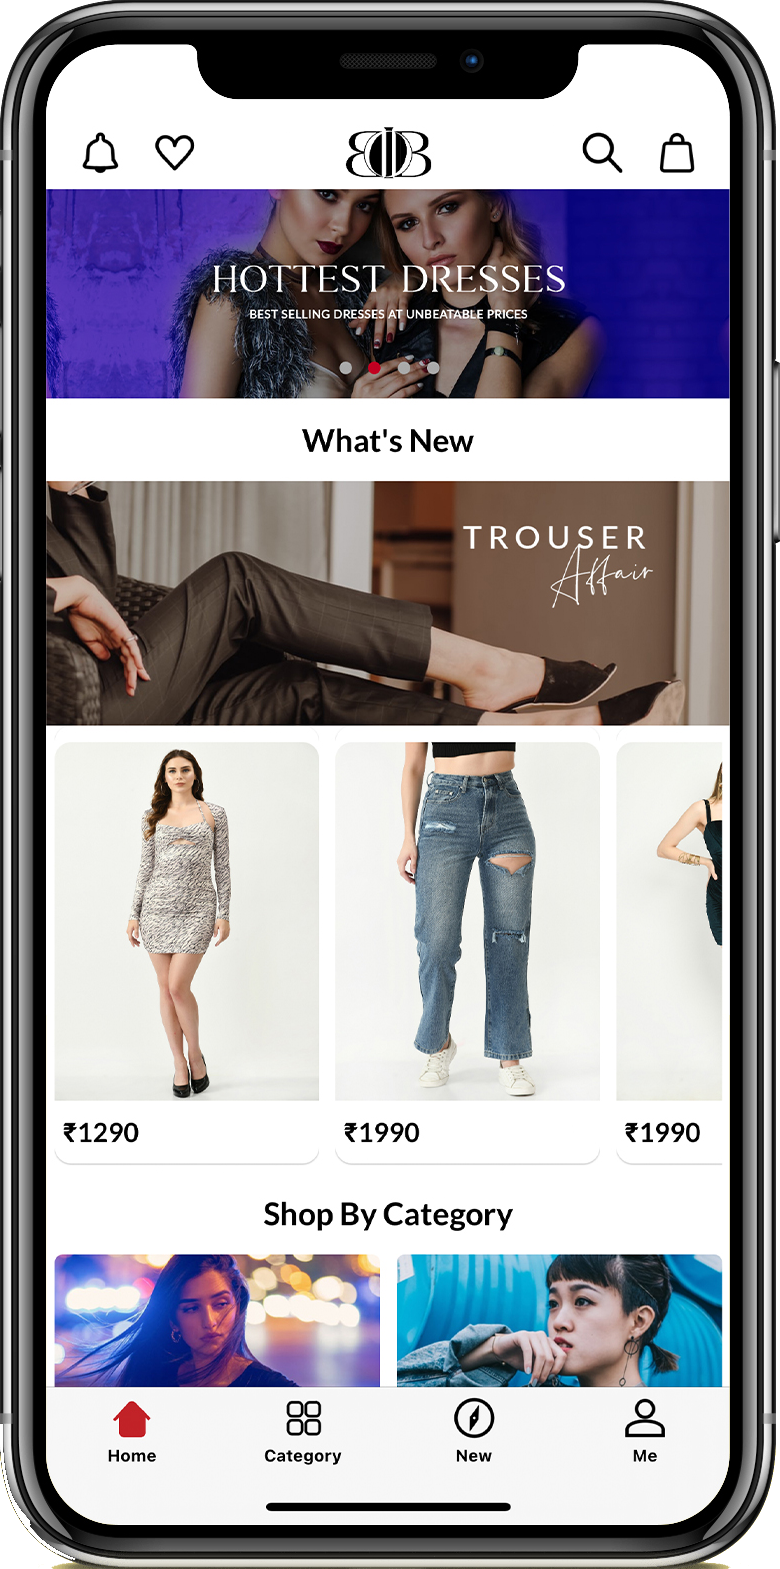 HOTTEST DRESSES
BEST SELLING DRESSES AT UNBEATABLE PRICES
What's New
TROUSER
Affair
₹1290
₹1990
₹1990
Shop By Category
Home
Category
New
Me